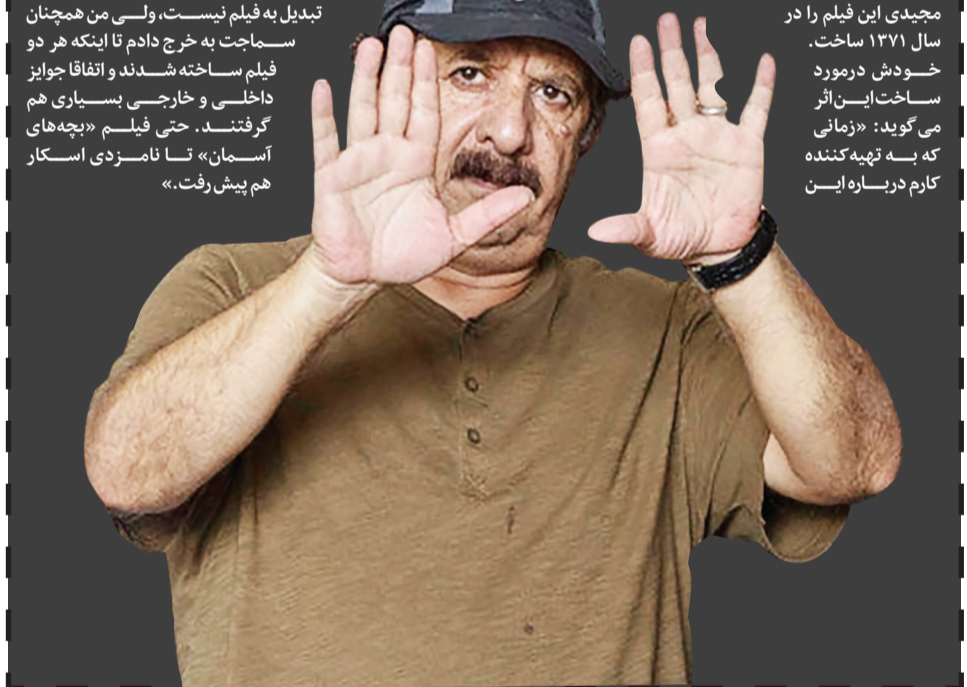 مجیدی این فیلم را در
سال ۱۳۷۱ ساخت.
خودش درمورد
ساخت این اثر
می‌گوید: «زمانی
که به تهیه‌کننده
کارم درباره این
تبدیل به فیلم نیست، ولی من همچنان
سماجت به خرج دادم تا اینکه هر دو
فیلم ساخته شدند و اتفاقا جوایز
داخلی و خارجی بسیاری هم
گرفتند. حتی فیلم «بچه‌های
آسمان» تا نامزدی اسکار
هم پیش رفت.»